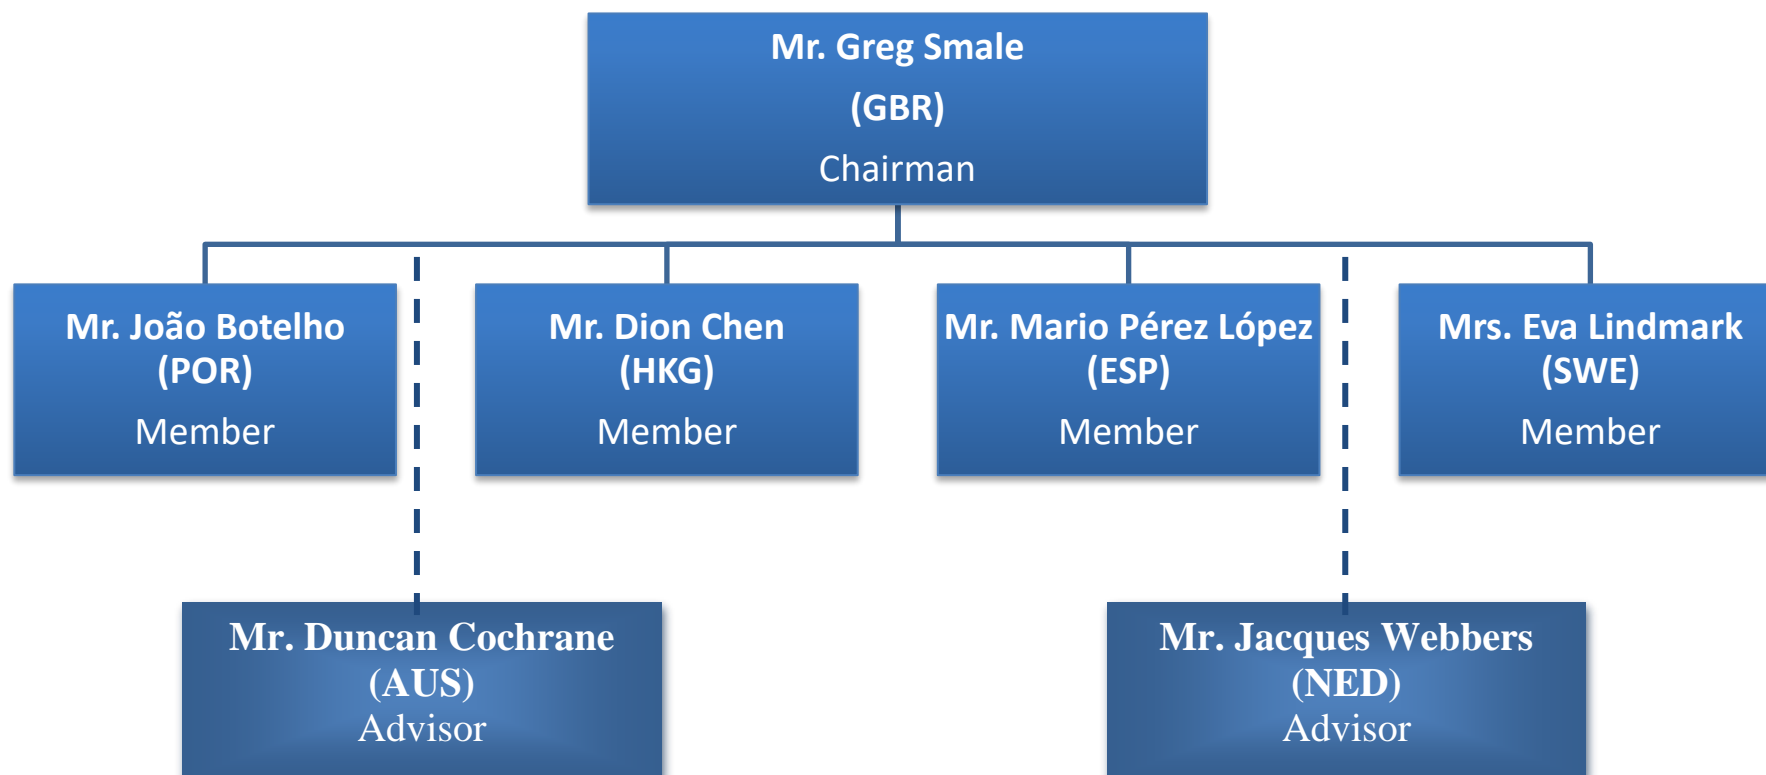 Mr. Greg Smale
(GBR)
Chairman
Mr. João Botelho
(POR)
Member
Mr. Dion Chen
(HKG)
Member
Mr. Mario Pérez López
(ESP)
Member
Mrs. Eva Lindmark
(SWE)
Member
Mr. Duncan Cochrane
(AUS)
Advisor
Mr. Jacques Webbers
(NED)
Advisor